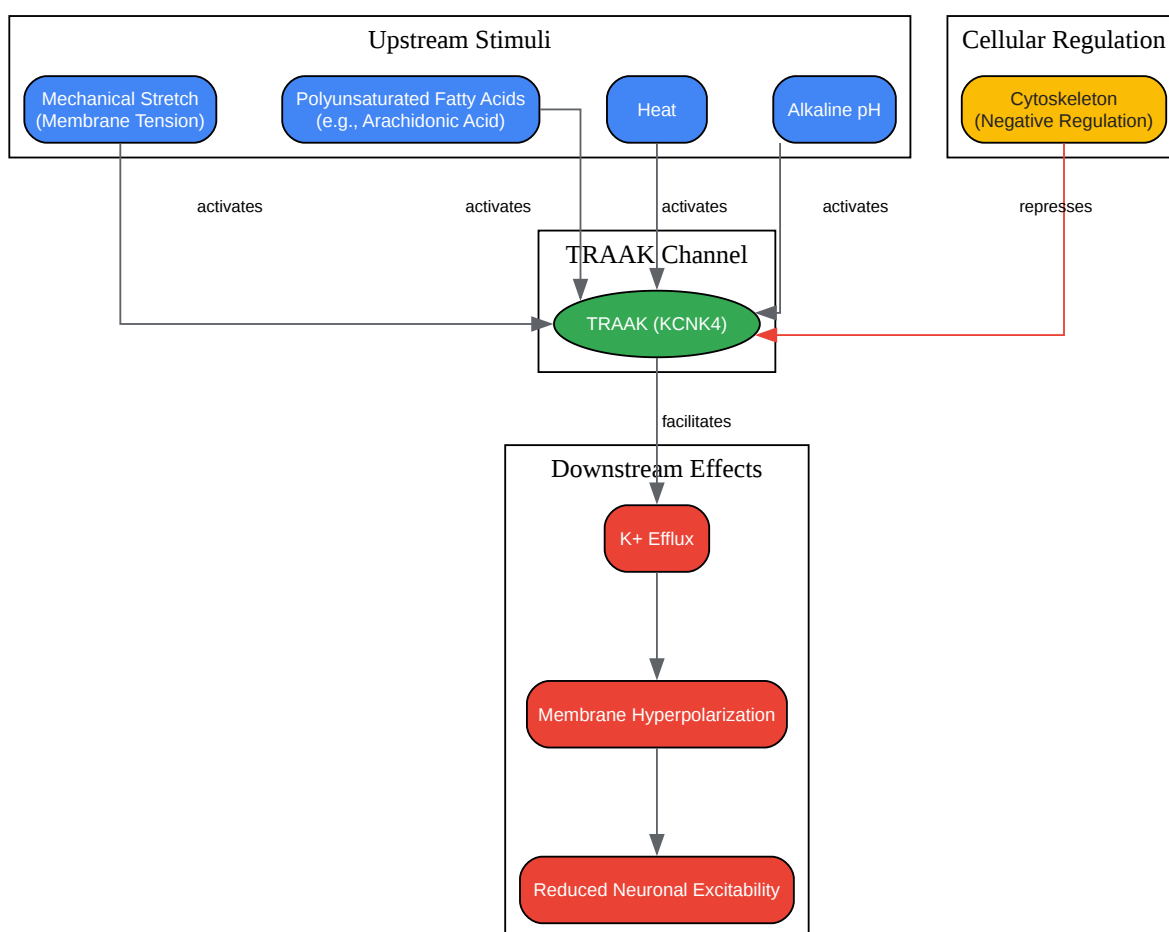 Upstream Stimuli
Cellular Regulation
Mechanical Stretch
(Membrane Tension)
Polyunsaturated Fatty Acids
(e.g., Arachidonic Acid)
Heat
Alkaline pH
Cytoskeleton
(Negative Regulation)
activates
activates
activates
activates
represses
TRAAK Channel
TRAAK (KCNK4)
facilitates
Downstream Effects
K+ Efflux
Membrane Hyperpolarization
Reduced Neuronal Excitability